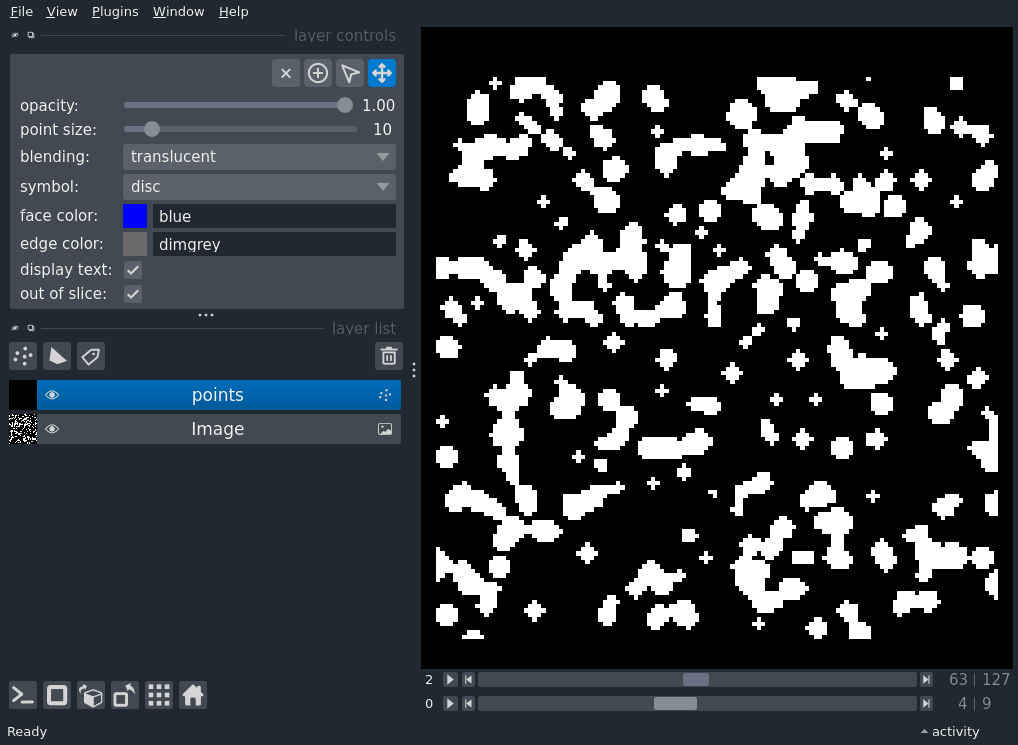 File View Plugins Window Help
layer controls
opacity: 1.00
point size: 10
blending: translucent
symbol: disc
face color: blue
edge color: dimgrey
display text:
out of slice:
layer list
points
Image
2 63 | 127
0 4 | 9
Ready activity